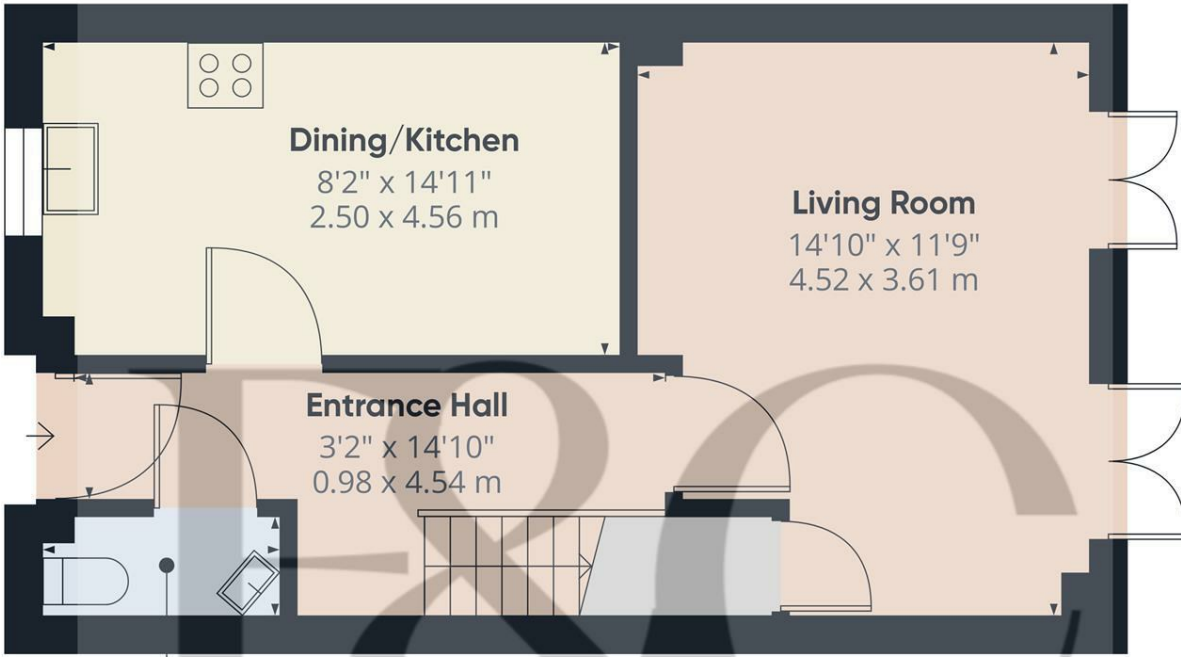 Dining/Kitchen
8'2" x 14'11"
2.50 x 4.56 m
Living Room
14'10" x 11'9"
4.52 x 3.61 m
Entrance Hall
3'2" x 14'10"
0.98 x 4.54 m
F&C